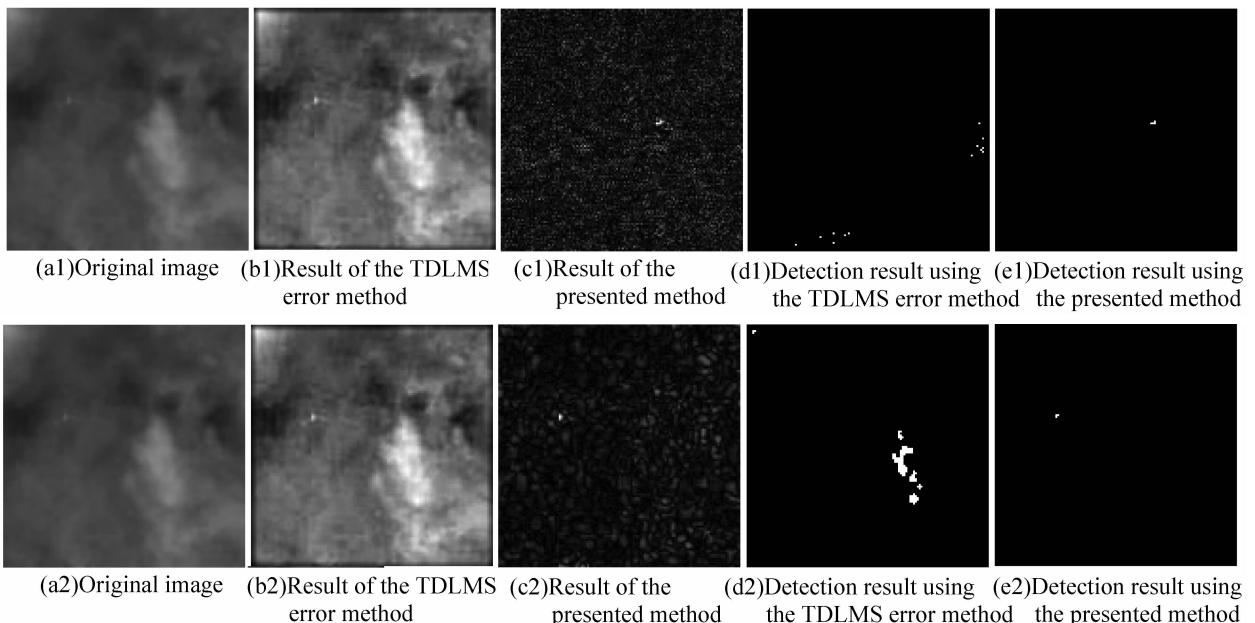 (a1)Original image
(b1)Result of the TDLMS
error method
(c1)Result of the
presented method
(d1)Detection result using
the TDLMS error method
(e1)Detection result using
the presented method
(a2)Original image
(b2)Result of the TDLMS
error method
(c2)Result of the
presented method
(d2)Detection result using
the TDLMS error method
(e2)Detection result using
the presented method